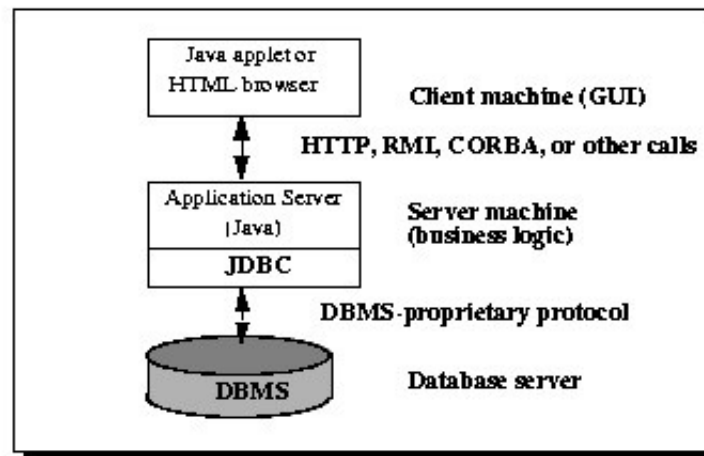 Java applet or
HTML browser
Client machine (GUI)
HTTP, RMI, CORBA, or other calls
Application Server
(Java)
JDBC
Server machine
(business logic)
DBMS-proprietary protocol
DBMS
Database server